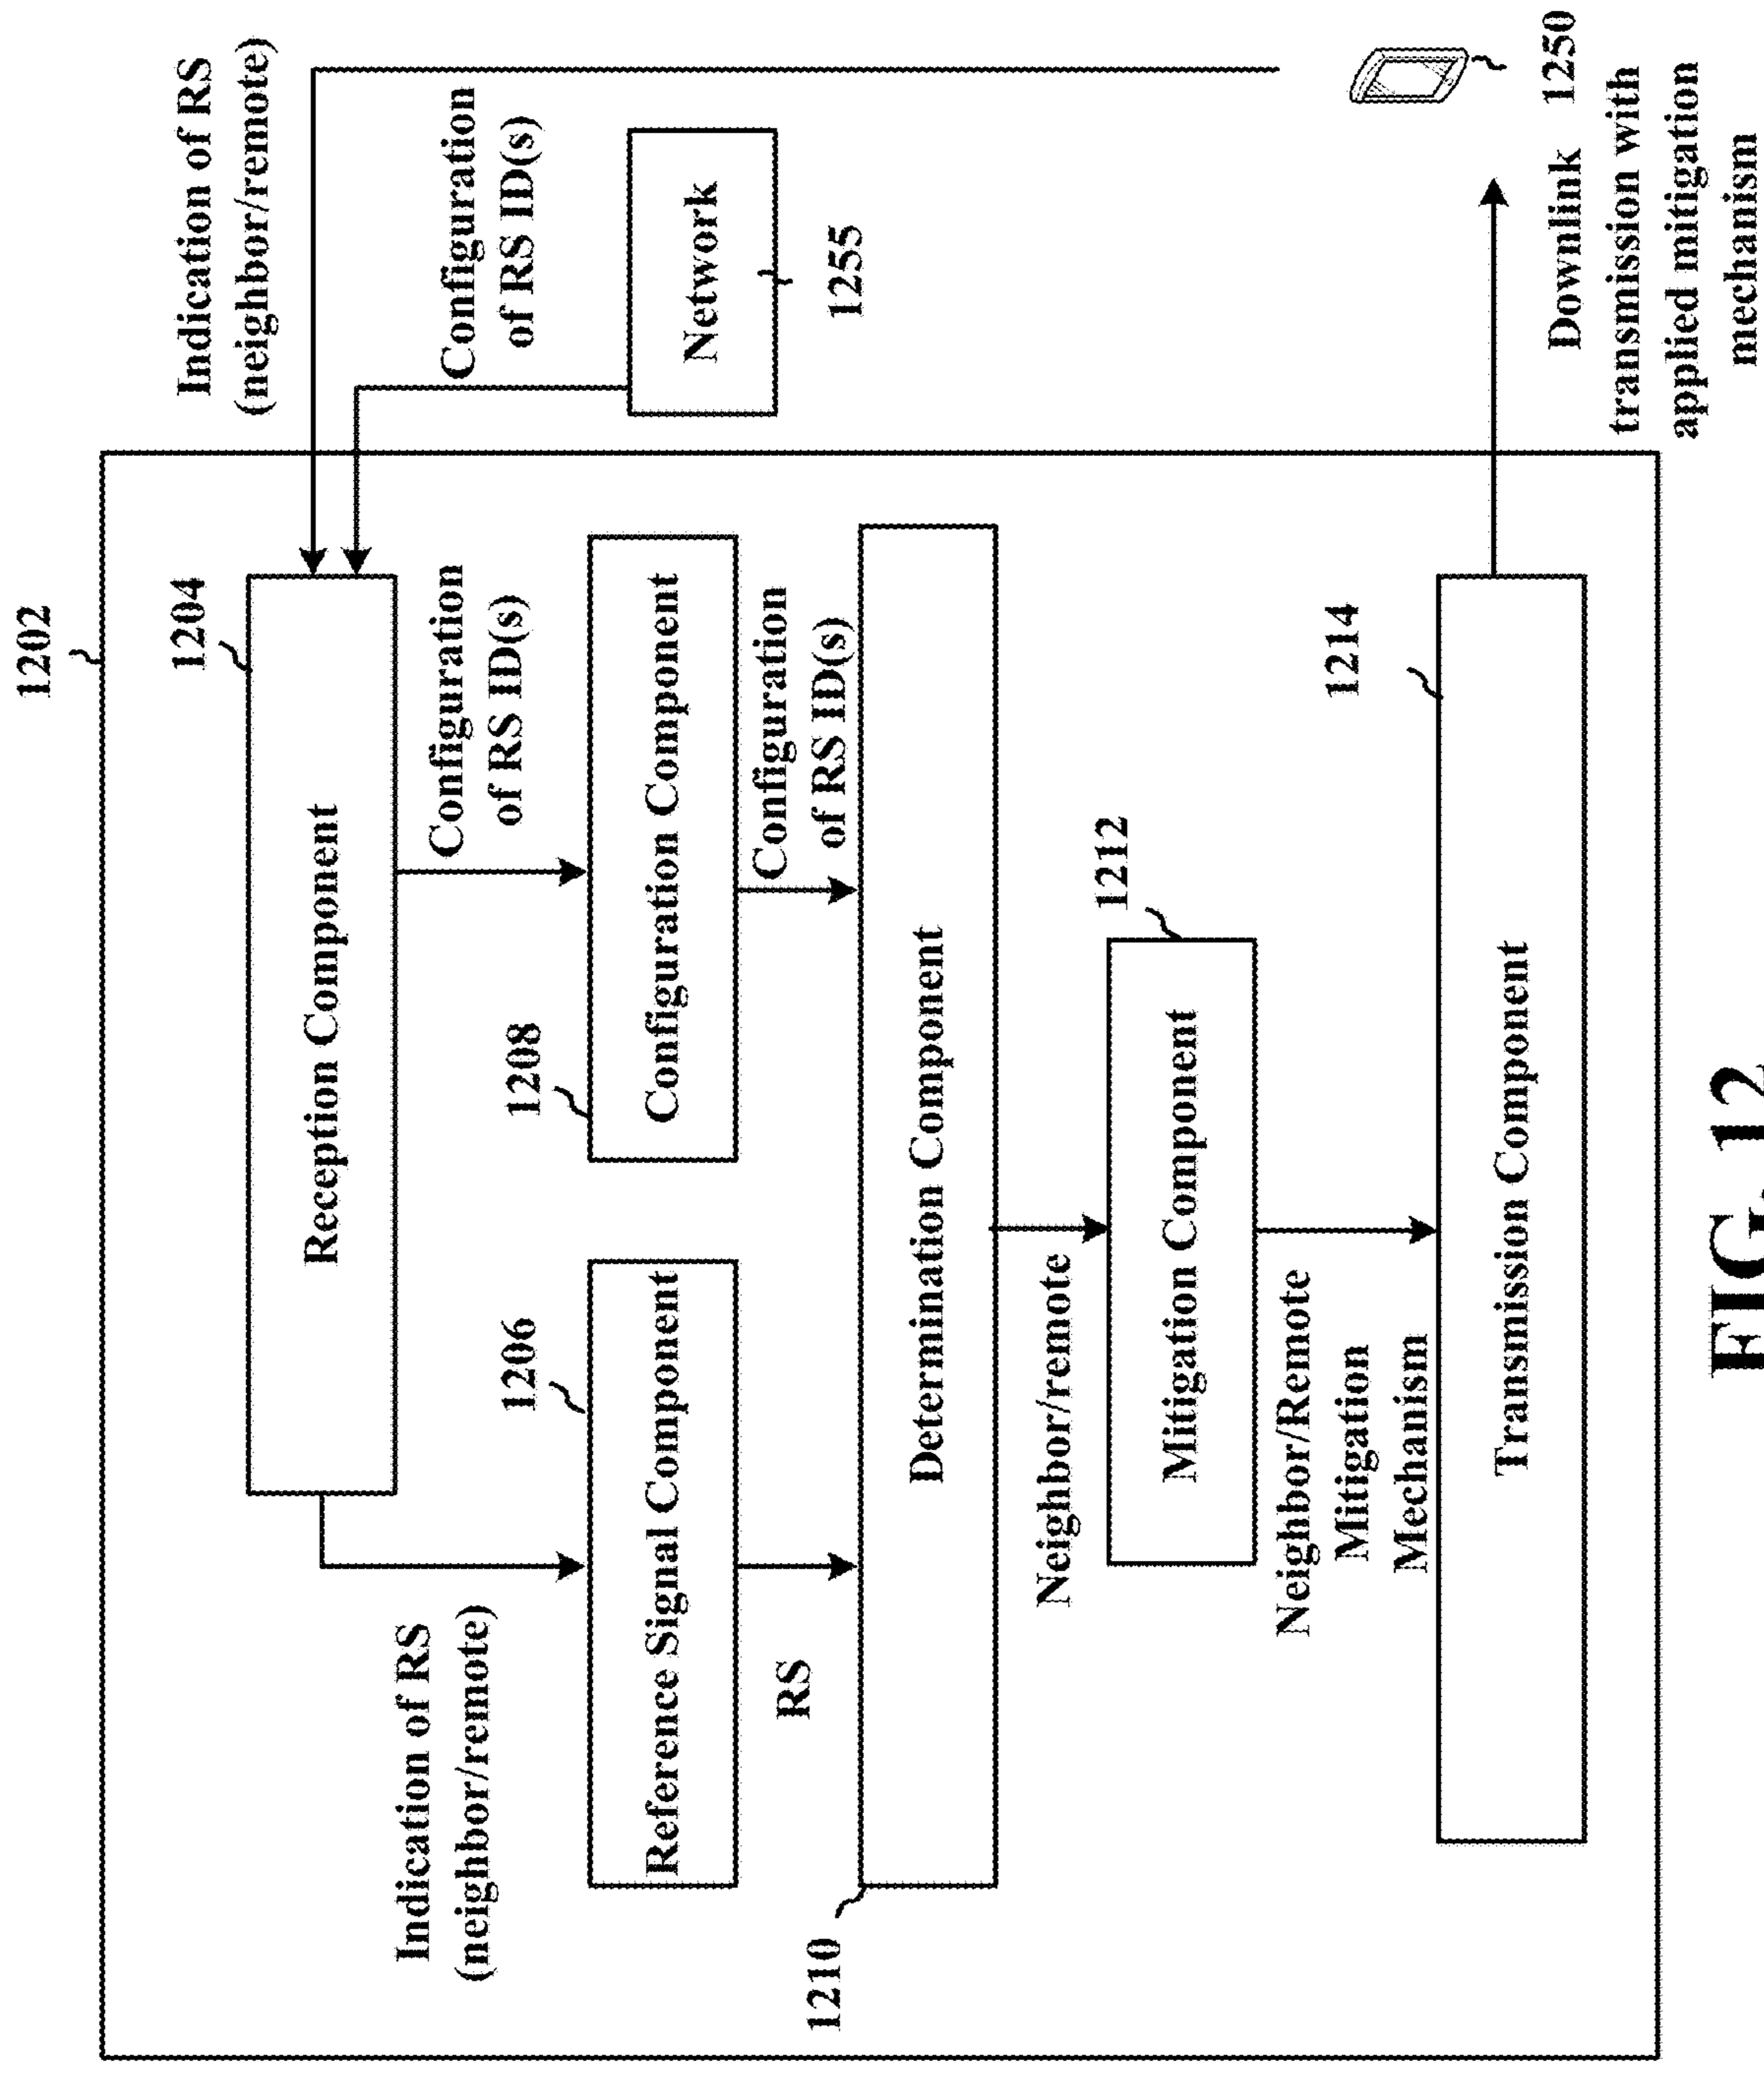 1202
1204
Reception Component
Indication of RS
(neighbor/remote)
Configuration
of RS ID(s)
Network
1255
Indication of RS
(neighbor/remote)
Configuration
of RS ID(s)
1206
Reference Signal Component
1208
Configuration Component
RS
Configuration
of RS ID(s)
1210
Determination Component
Neighbor/remote
1212
Mitigation Component
Neighbor/Remote
Mitigation
Mechanism
1214
Transmission Component
1250
Downlink
transmission with
applied mitigation
mechanism
FIG. 12